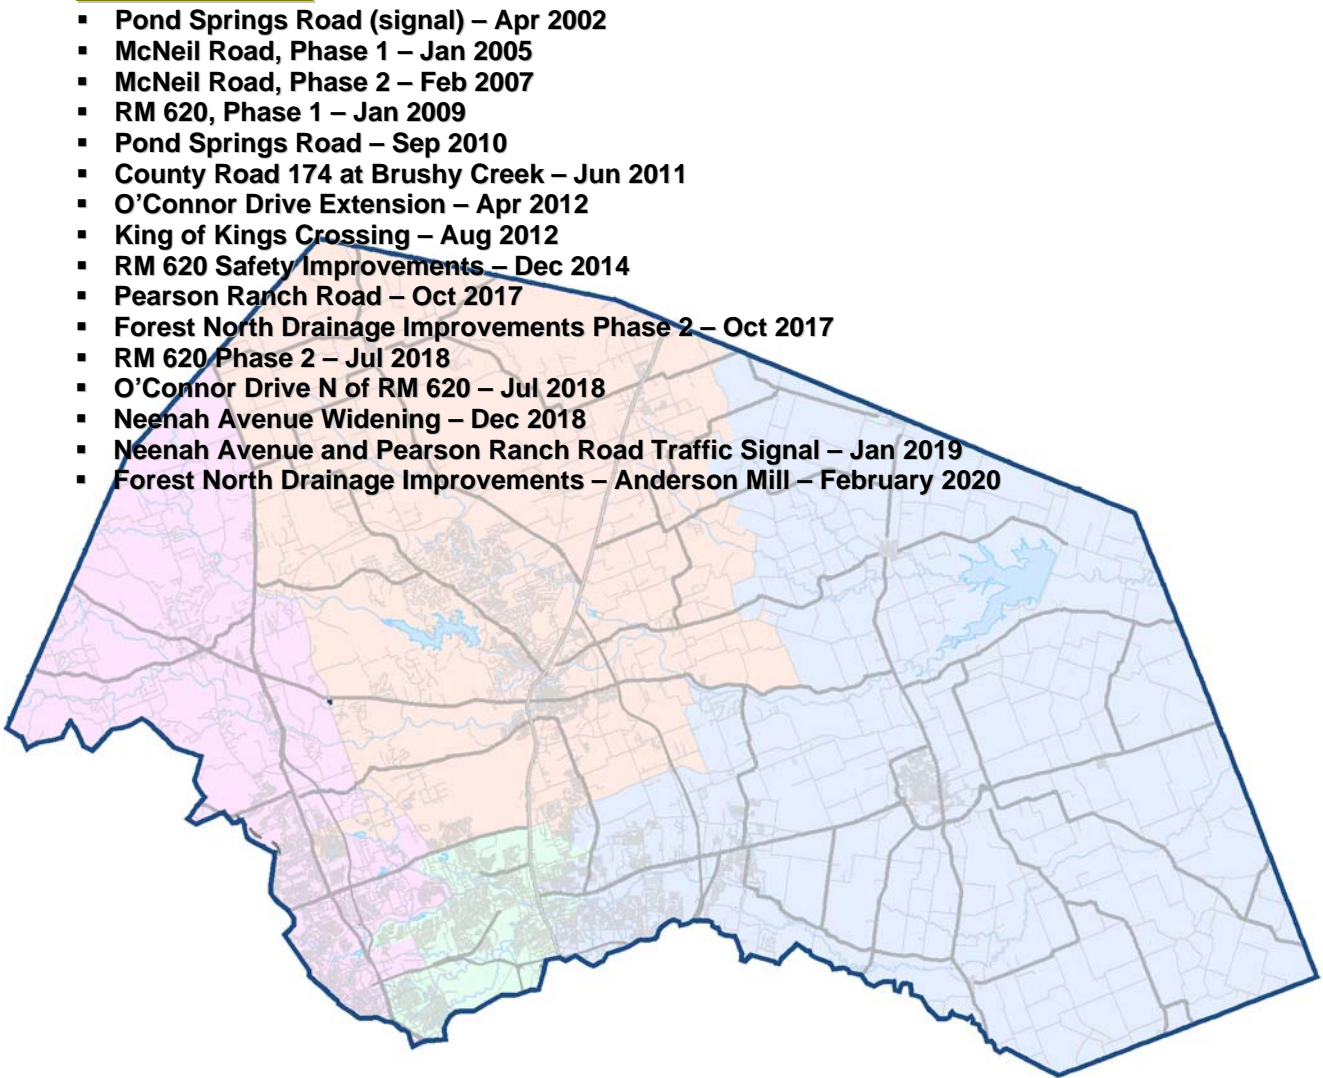 ▪ Pond Springs Road (signal) – Apr 2002
▪ McNeil Road, Phase 1 – Jan 2005
▪ McNeil Road, Phase 2 – Feb 2007
▪ RM 620, Phase 1 – Jan 2009
▪ Pond Springs Road – Sep 2010
▪ County Road 174 at Brushy Creek – Jun 2011
▪ O’Connor Drive Extension – Apr 2012
▪ King of Kings Crossing – Aug 2012
▪ RM 620 Safety Improvements – Dec 2014
▪ Pearson Ranch Road – Oct 2017
▪ Forest North Drainage Improvements Phase 2 – Oct 2017
▪ RM 620 Phase 2 – Jul 2018
▪ O’Connor Drive N of RM 620 – Jul 2018
▪ Neenah Avenue Widening – Dec 2018
▪ Neenah Avenue and Pearson Ranch Road Traffic Signal – Jan 2019
▪ Forest North Drainage Improvements – Anderson Mill – February 2020